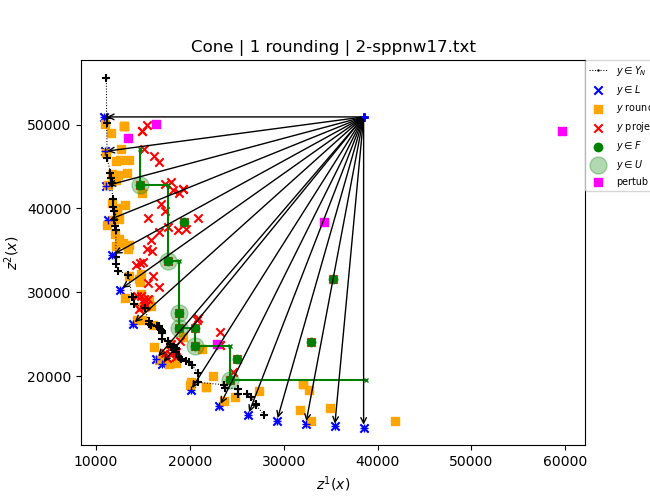 Cone | 1 rounding | 2-sppnw17.txt
z²(x)
50000
40000
30000
20000
10000 20000 30000 40000 50000 60000
z¹(x)
y ∈ Y_N
y ∈ L
y roun
y proje
y ∈ F
y ∈ U
pertub